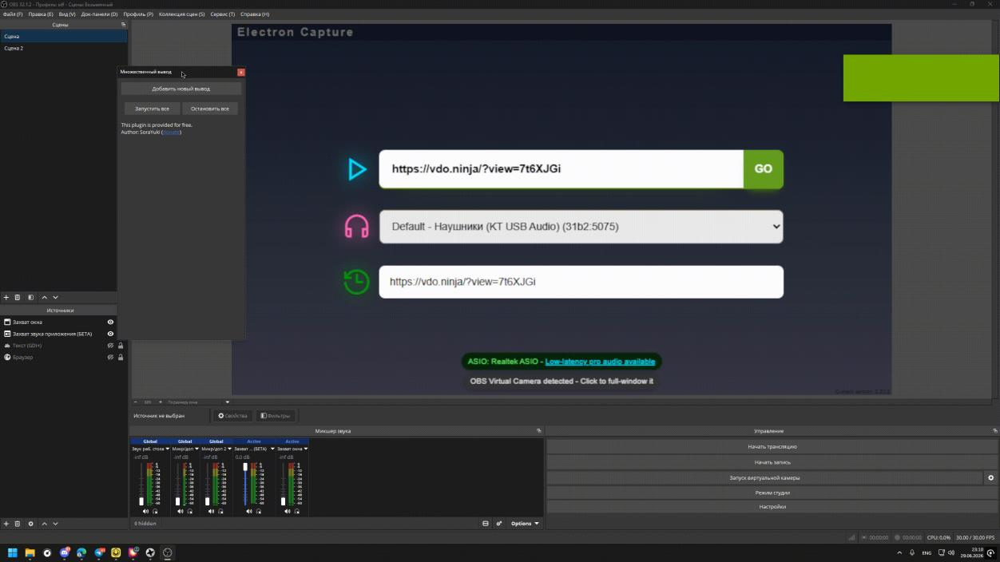 OBS 32.1.2 - Профиль: sdf - Сцены: Безымянный
Файл (F) Правка (E) Вид (V) Док-панели (D) Профиль (P) Коллекция сцен (S) Сервис (T) Справка (H)
Сцены
Сцена
Сцена 2
Electron Capture
Множественный вывод
Добавить новый вывод
Запустить все Остановить все
This plugin is provided for free.
Author: SoraYuki (donate)
https://vdo.ninja/?view=7t6XJGi GO
Default - Наушники (KT USB Audio) (31b2:5075)
https://vdo.ninja/?view=7t6XJGi
ASIO: Realtek ASIO - Low-latency pro audio available
OBS Virtual Camera detected - Click to full-window it
Источники
Захват окна
Захват звука приложения (БЕТА)
Текст (GDI+)
Браузер
Источник не выбран Свойства Фильтры
Микшер звука
Global Global Global Active Active
Звук раб. стола Микр/доп Микр/доп 2 Захват ... (БЕТА) Захват окна
-inf dB -inf dB -inf dB 0.0 dB -inf dB
0 hidden Options
Управление
Начать трансляцию
Начать запись
Запуск виртуальной камеры
Режим студии
Настройки
00:00:00 00:00:00 CPU: 0.0% 30.00 / 30.00 FPS
ENG 23:10
29.06.2026